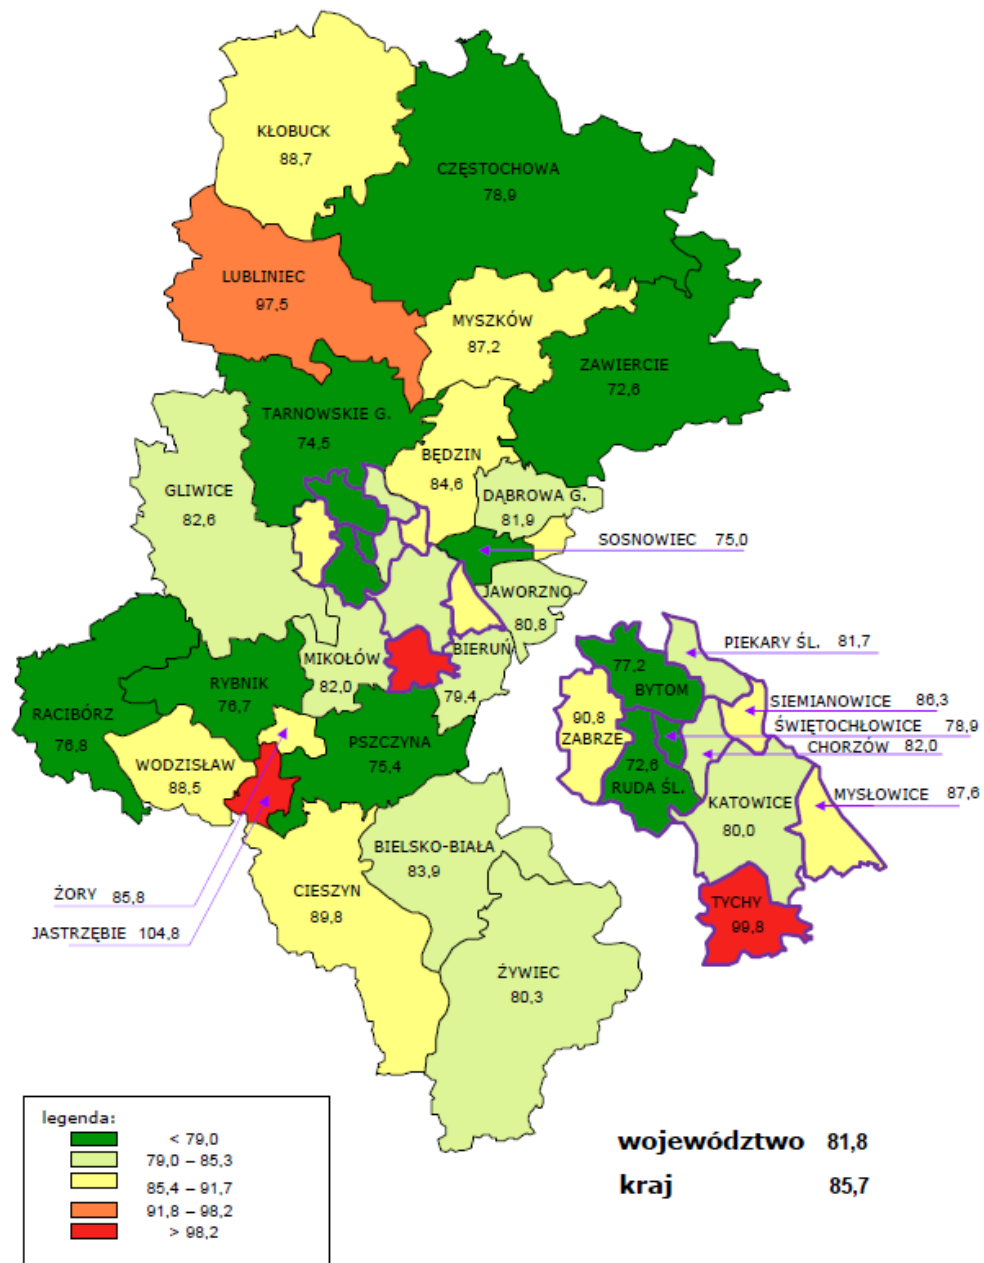 KŁOBUCK
88,7
CZĘSTOCHOWA
78,9
LUBLINIEC
97,5
MYSZKÓW
87,2
ZAWIERCIE
72,6
TARNOWSKIE G.
74,5
BĘDZIN
84,6
GLIWICE
82,6
DĄBROWA G.
81,9
SOSNOWIEC 75,0
JAWORZNO
80,8
MIKOŁÓW
82,0
BIERUŃ
79,4
RYBNIK
76,7
RACIBÓRZ
76,8
PSZCZYNA
75,4
WODZISŁAW
88,5
BIELSKO-BIAŁA
83,9
CIESZYN
89,8
ŻORY 85,8
JASTRZĘBIE 104,8
ŻYWIEC
80,3
PIEKARY ŚL. 81,7
77,2
BYTOM
SIEMIANOWICE 86,3
90,8
ZABRZE
ŚWIĘTOCHŁOWICE 78,9
CHORZÓW 82,0
72,6
RUDA ŚL.
MYSŁOWICE 87,6
KATOWICE
80,0
TYCHY
99,8
legenda:
< 79,0
79,0 – 85,3
85,4 – 91,7
91,8 – 98,2
> 98,2
województwo 81,8
kraj 85,7